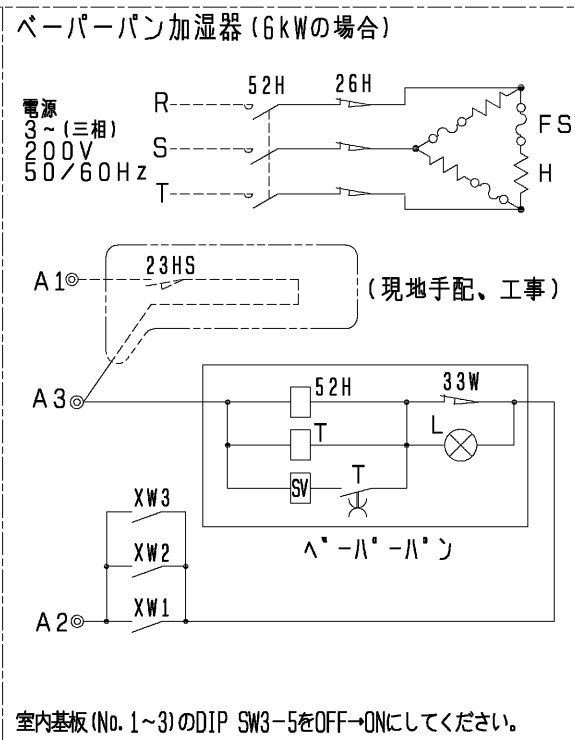 ベーパーパン加湿器(6kWの場合)
52H
26H
電源
3~(三相)
200V
50/60Hz
R
S
T
FS
H
A1
23HS
(現地手配、工事)
A3
52H
33W
T
L
SV
T
ベーパーパン
XW3
XW2
XW1
A2
室内基板(No.1~3)のDIP SW3-5をOFF→ONにしてください。